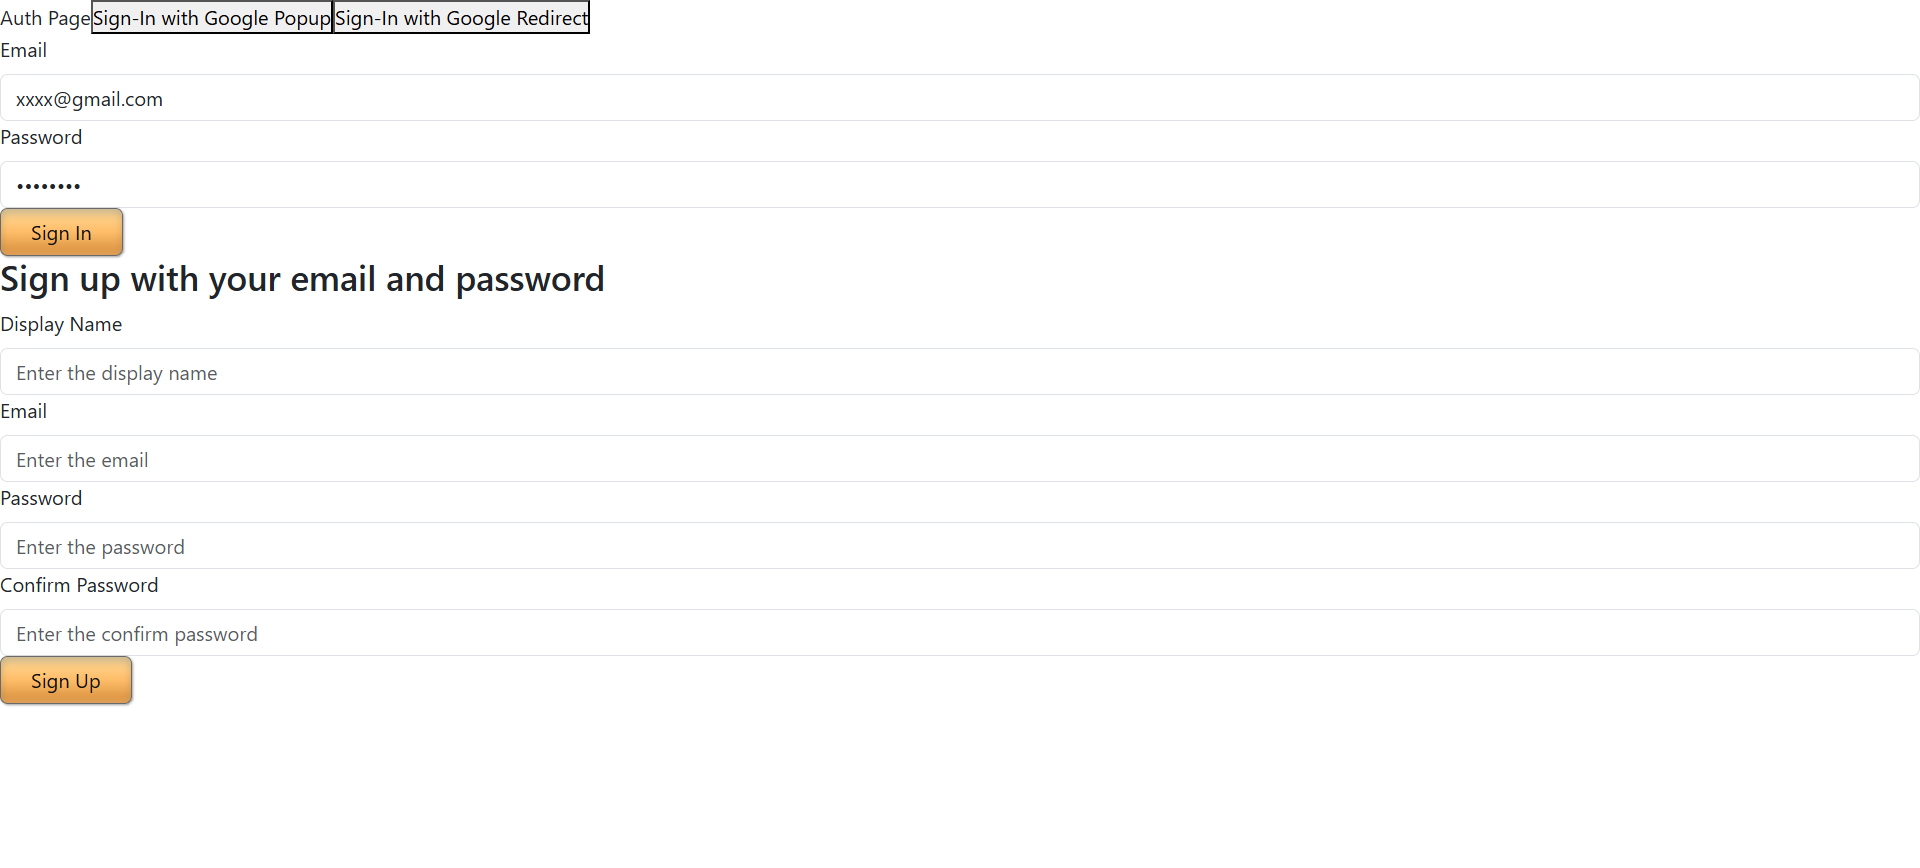 Auth Page Sign-In with Google Popup Sign-In with Google Redirect
Email
xxxx@gmail.com
Password
••••••••
Sign In
Sign up with your email and password
Display Name
Enter the display name
Email
Enter the email
Password
Enter the password
Confirm Password
Enter the confirm password
Sign Up